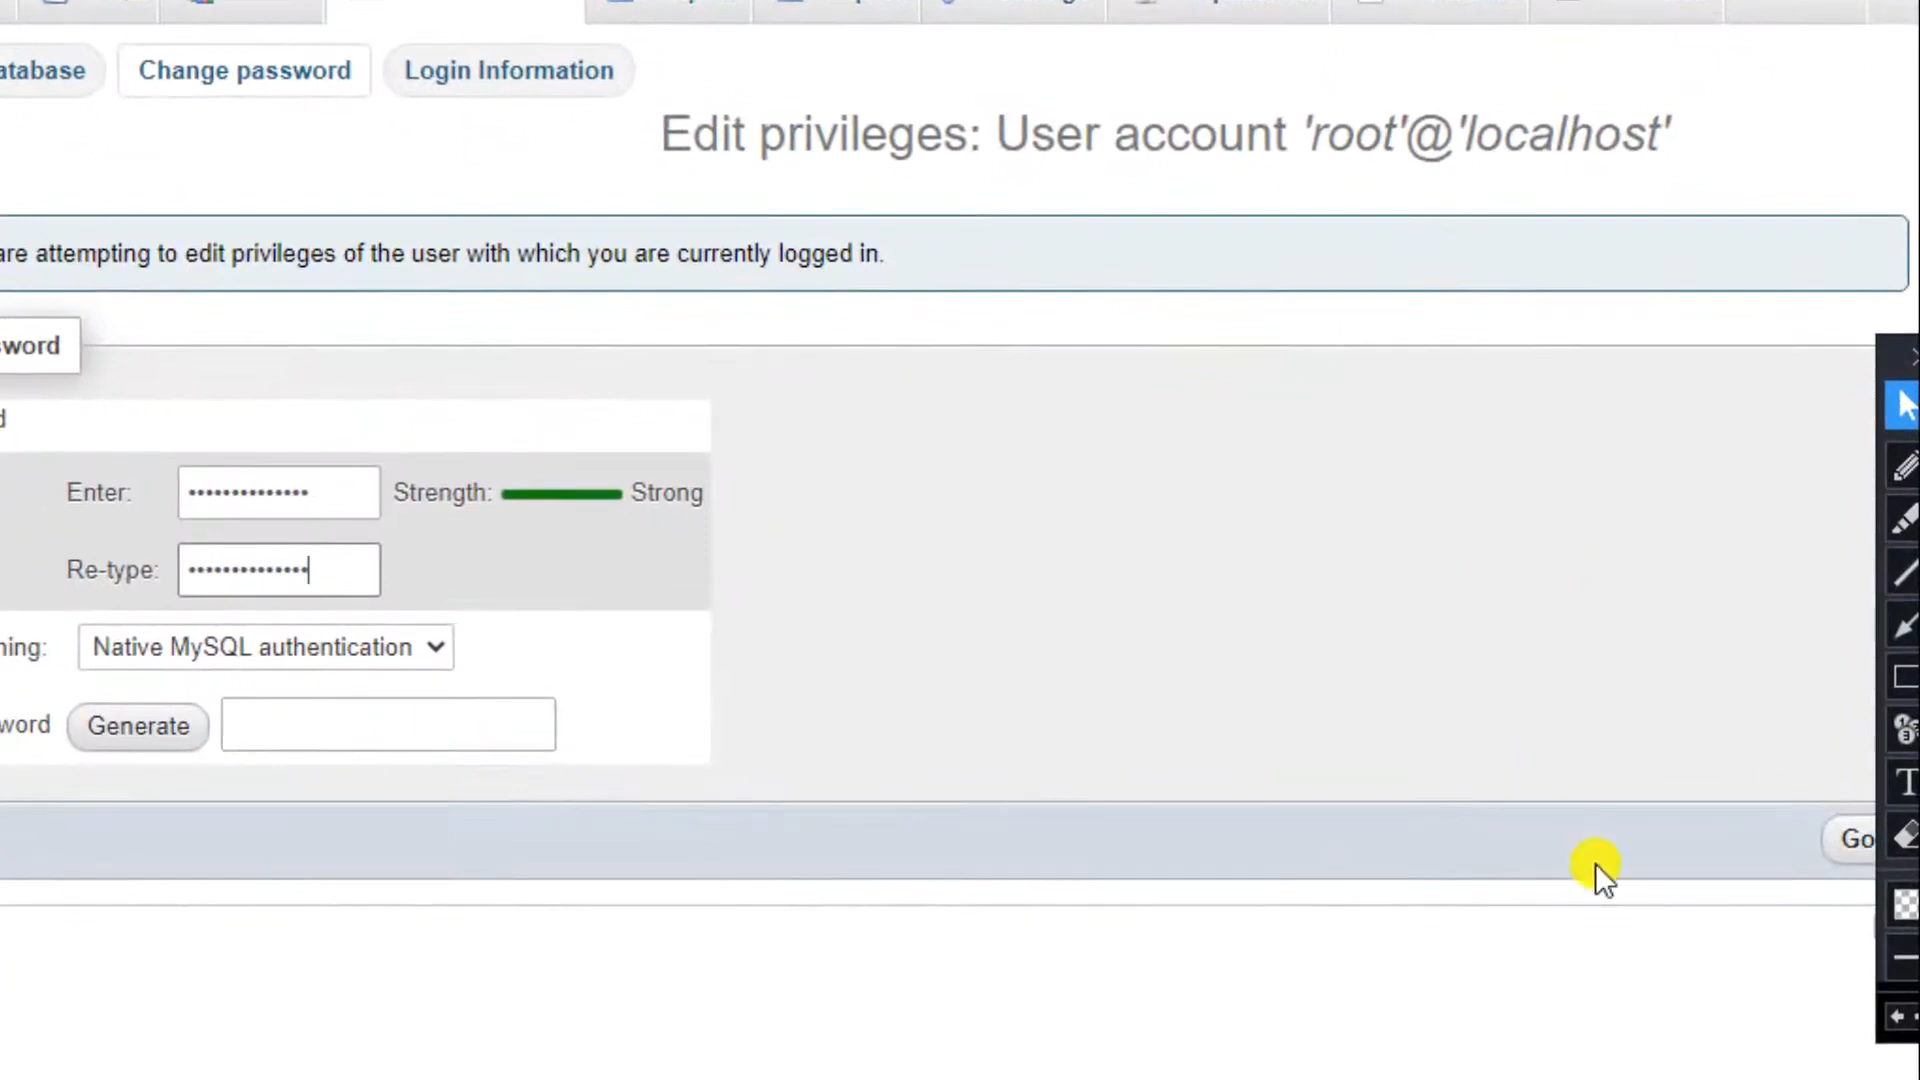 atabase Change password Login Information
Edit privileges: User account 'root'@'localhost'
are attempting to edit privileges of the user with which you are currently logged in.
sword
d
Enter: •••••••••••••• Strength: Strong
Re-type: ••••••••••••••
ning: Native MySQL authentication
word Generate
Go
T